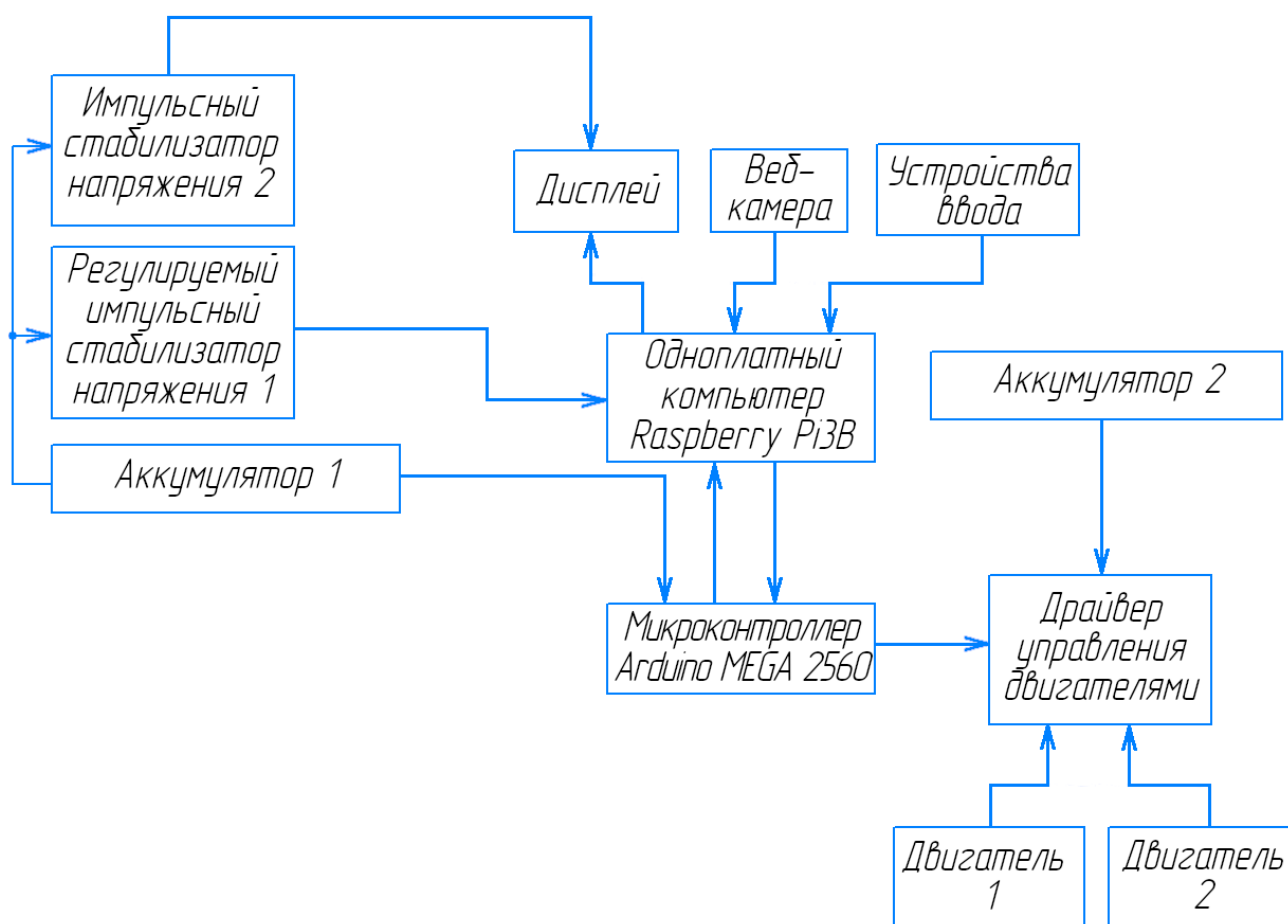 Импульсный
стабилизатор
напряжения 2
Дисплей
Веб-
камера
Устройства
ввода
Регулируемый
импульсный
стабилизатор
напряжения 1
Одноплатный
компьютер
Raspberry Pi3B
Аккумулятор 2
Аккумулятор 1
Микроконтроллер
Arduino MEGA 2560
Драйвер
управления
двигателями
Двигатель
1
Двигатель
2